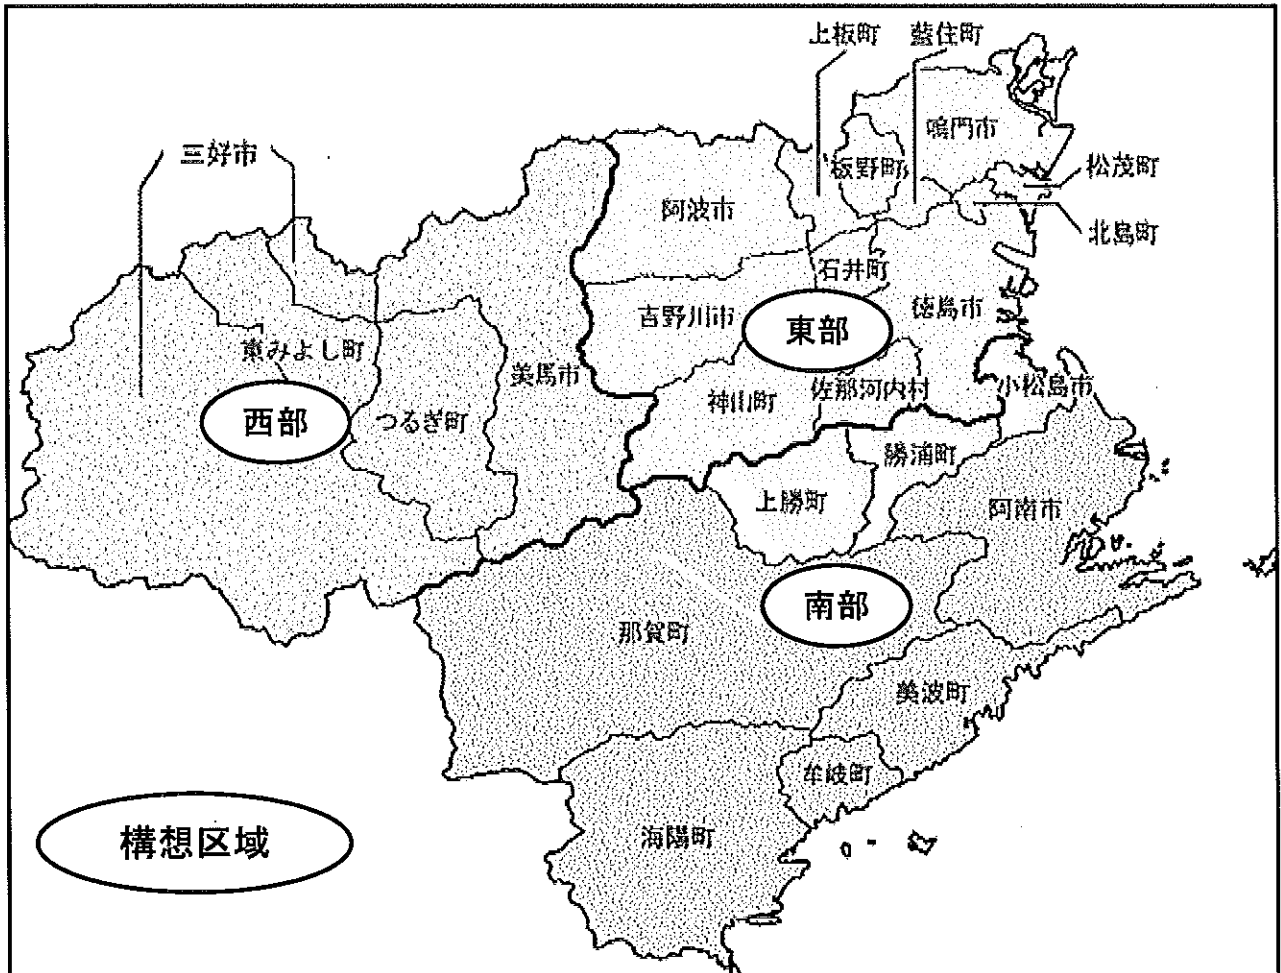 上板町
藍住町
鳴門市
三好市
板野町
松茂町
阿波市
北島町
石井町
徳島市
吉野川市
東部
東みよし町
美馬市
小松島市
神山町
佐那河内村
西部
つるぎ町
勝浦町
上勝町
阿南市
南部
那賀町
美波町
牟岐町
海陽町
構想区域